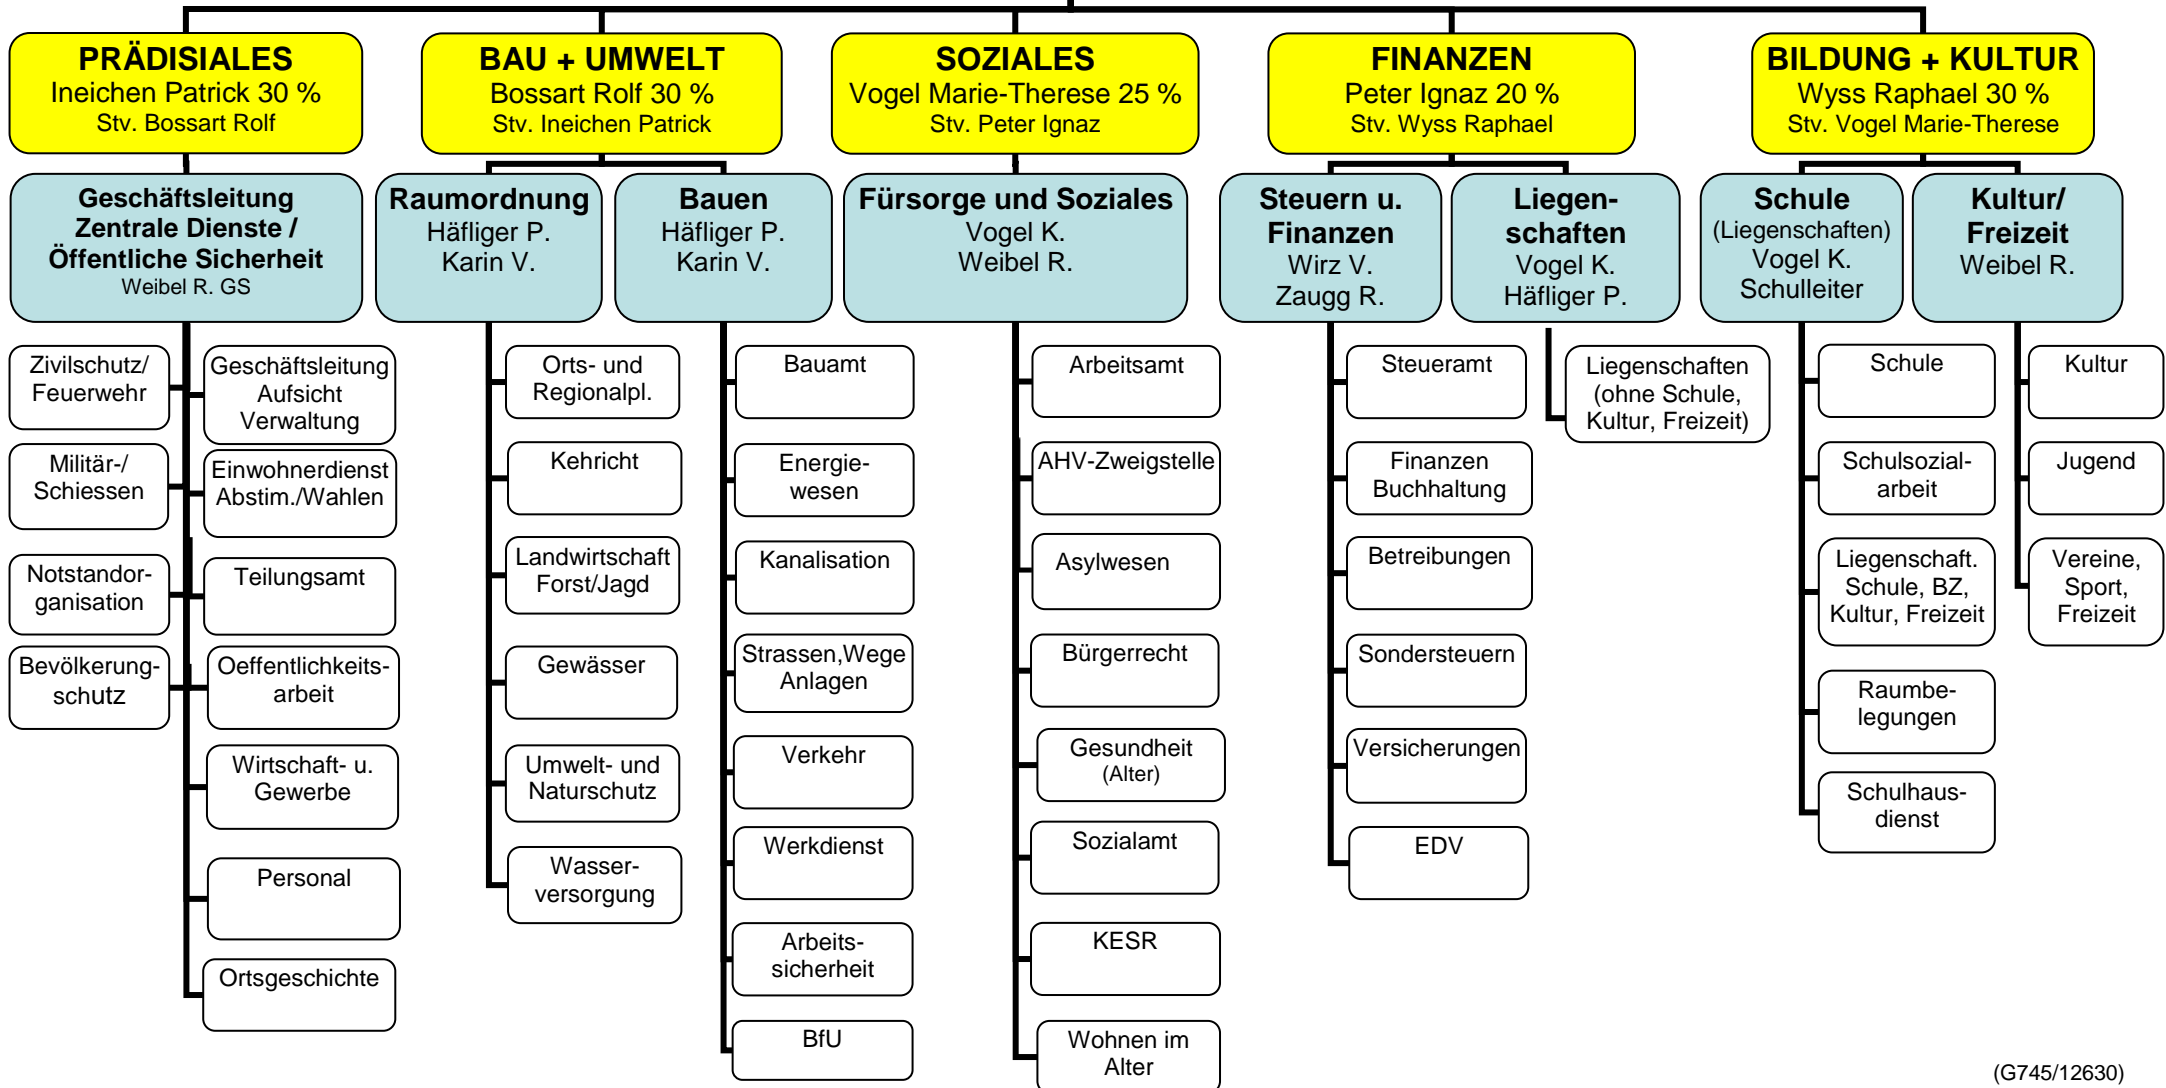 PRÄDISIALES
Ineichen Patrick 30 %
Stv. Bossart Rolf
BAU + UMWELT
Bossart Rolf 30 %
Stv. Ineichen Patrick
SOZIALES
Vogel Marie-Therese 25 %
Stv. Peter Ignaz
FINANZEN
Peter Ignaz 20 %
Stv. Wyss Raphael
BILDUNG + KULTUR
Wyss Raphael 30 %
Stv. Vogel Marie-Therese
Geschäftsleitung
Zentrale Dienste /
Öffentliche Sicherheit
Weibel R. GS
Raumordnung
Häfliger P.
Karin V.
Bauen
Häfliger P.
Karin V.
Fürsorge und Soziales
Vogel K.
Weibel R.
Steuern u.
Finanzen
Wirz V.
Zaugg R.
Liegen-
schaften
Vogel K.
Häfliger P.
Schule
(Liegenschaften)
Vogel K.
Schulleiter
Kultur/
Freizeit
Weibel R.
Zivilschutz/
Feuerwehr
Militär-/
Schiessen
Notstandor-
ganisation
Bevölkerung-
schutz
Geschäftsleitung
Aufsicht
Verwaltung
Einwohnerdienst
Abstim./Wahlen
Teilungsamt
Oeffentlichkeits-
arbeit
Wirtschaft- u.
Gewerbe
Personal
Ortsgeschichte
Orts- und
Regionalpl.
Kehricht
Landwirtschaft
Forst/Jagd
Gewässer
Umwelt- und
Naturschutz
Wasser-
versorgung
Bauamt
Energie-
wesen
Kanalisation
Strassen,Wege
Anlagen
Verkehr
Werkdienst
Arbeits-
sicherheit
BfU
Arbeitsamt
AHV-Zweigstelle
Asylwesen
Bürgerrecht
Gesundheit
(Alter)
Sozialamt
KESR
Wohnen im
Alter
Steueramt
Finanzen
Buchhaltung
Betreibungen
Sondersteuern
Versicherungen
EDV
Liegenschaften
(ohne Schule,
Kultur, Freizeit)
Schule
Schulsozial-
arbeit
Liegenschaft.
Schule, BZ,
Kultur, Freizeit
Raumbe-
legungen
Schulhaus-
dienst
Kultur
Jugend
Vereine,
Sport,
Freizeit
(G745/12630)